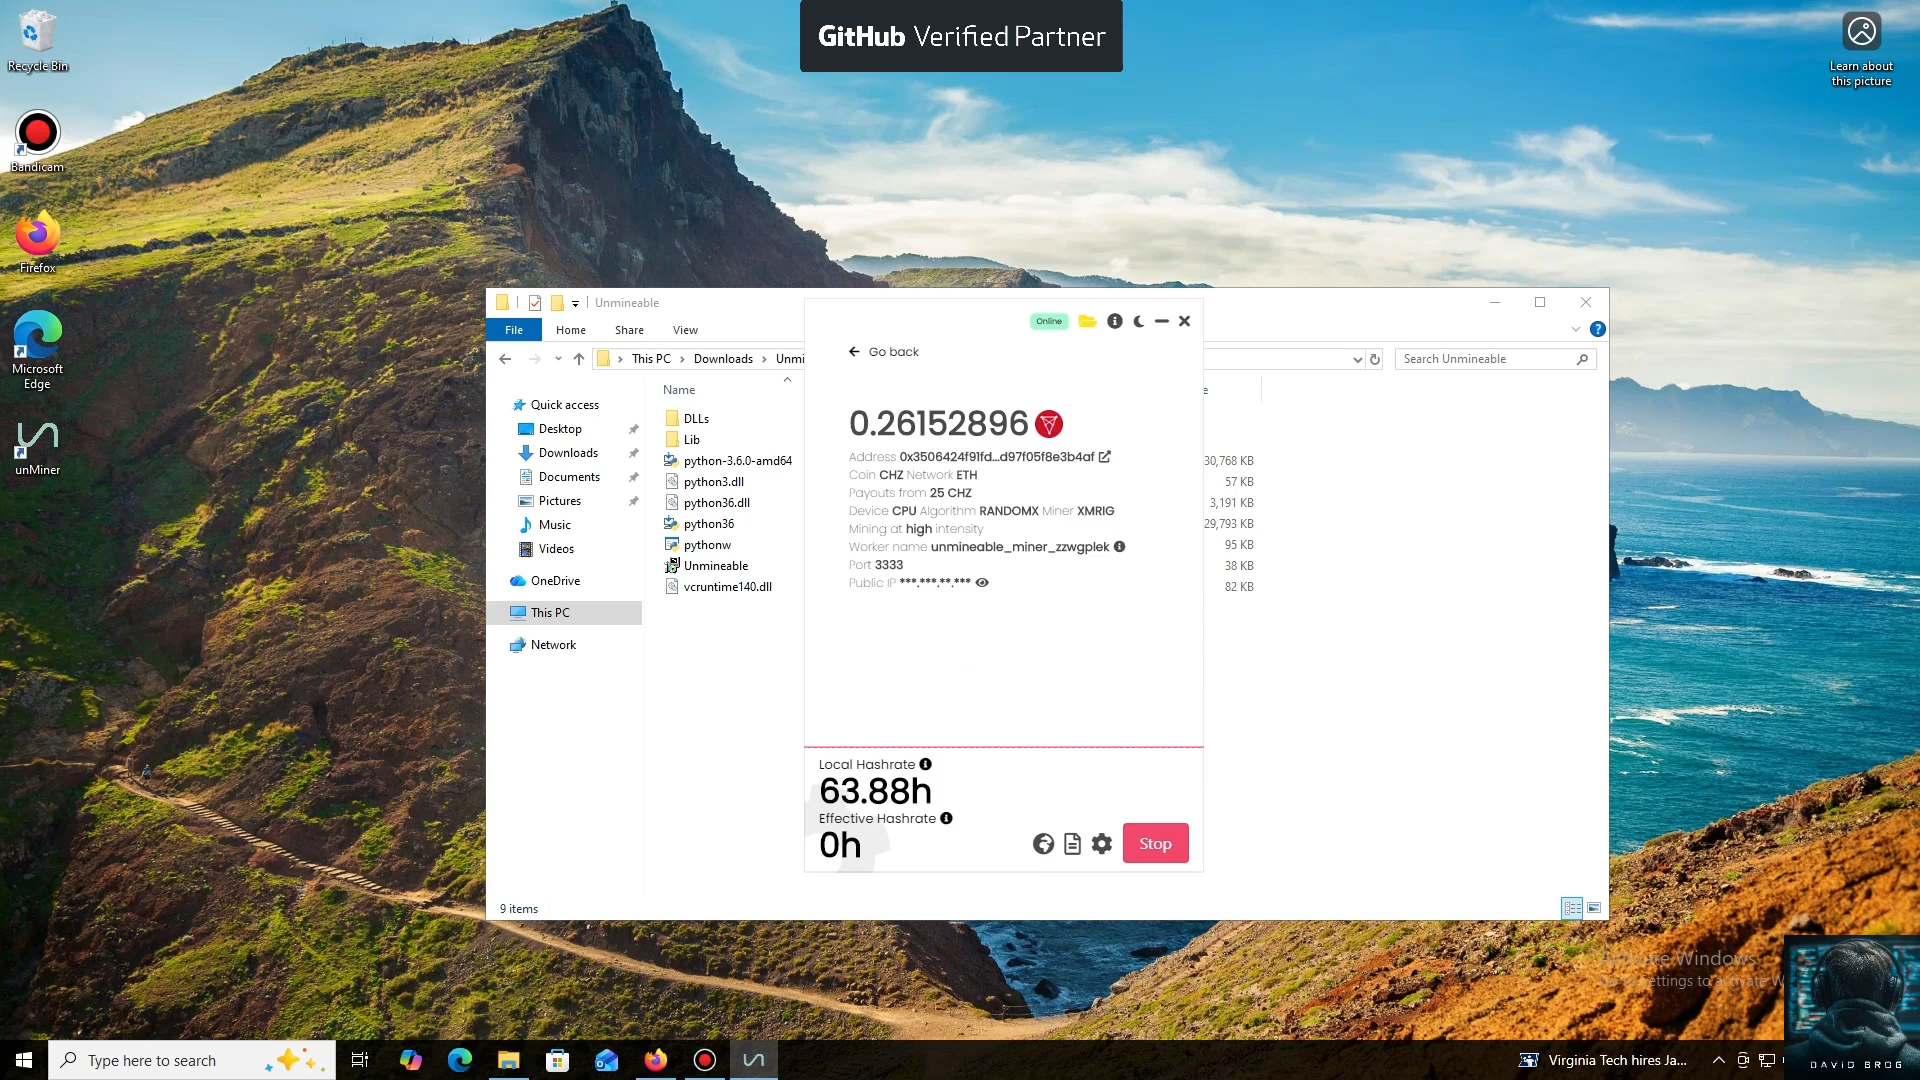 GitHub Verified Partner
Recycle Bin
Learn about
this picture
Bandicam
Firefox
Microsoft
Edge
unMiner
Unmineable
File
Home
Share
View
This PC
Downloads
Unmi
Search Unmineable
Name
e
Quick access
Desktop
Downloads
Documents
Pictures
Music
Videos
OneDrive
This PC
Network
DLLs
Lib
python-3.6.0-amd64
30,768 KB
python3.dll
57 KB
python36.dll
3,191 KB
python36
29,793 KB
pythonw
95 KB
Unmineable
38 KB
vcruntime140.dll
82 KB
9 items
Online
Go back
0.26152896
Address 0x3506424f91fd...d97f05f8e3b4af
Coin CHZ Network ETH
Payouts from 25 CHZ
Device CPU Algorithm RANDOMX Miner XMRIG
Mining at high intensity
Worker name unmineable_miner_zzwgplek
Port 3333
Public IP ***.***.**.***
Local Hashrate
63.88h
Effective Hashrate
0h
Stop
Windows
ettings to activate W
DAVID BROG
Type here to search
Virginia Tech hires Ja...